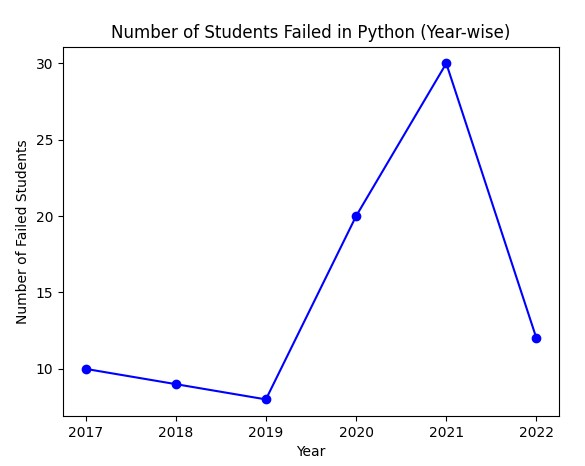 Number of Students Failed in Python (Year-wise)
30
25
20
15
10
Number of Failed Students
2017 2018 2019 2020 2021 2022
Year